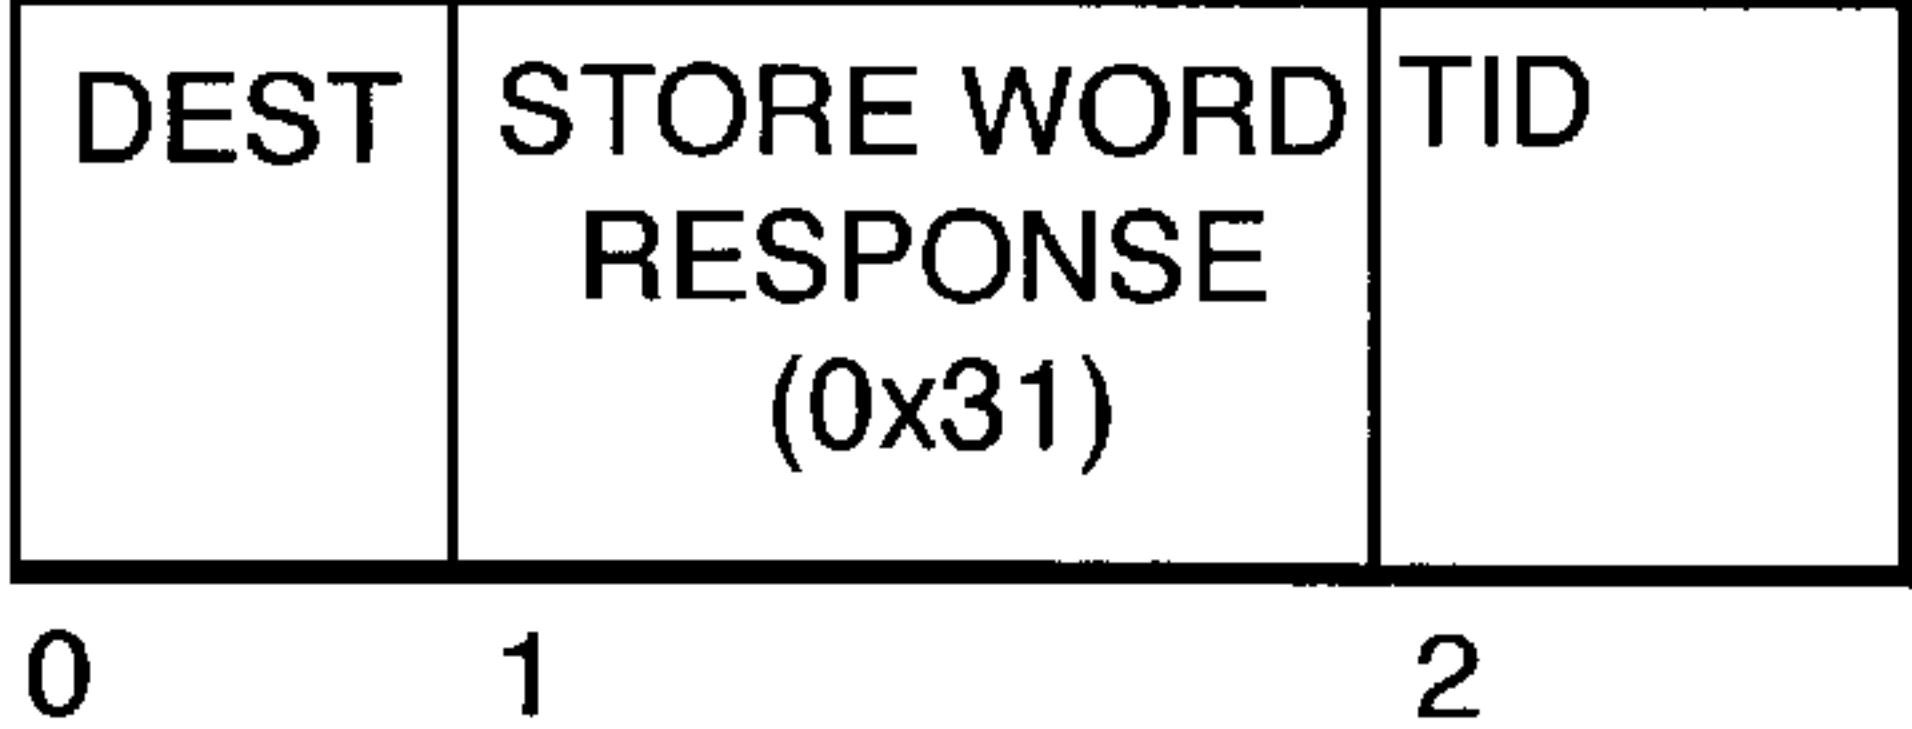 DEST
STORE WORD
RESPONSE
(0x31)
TID
0
1
2